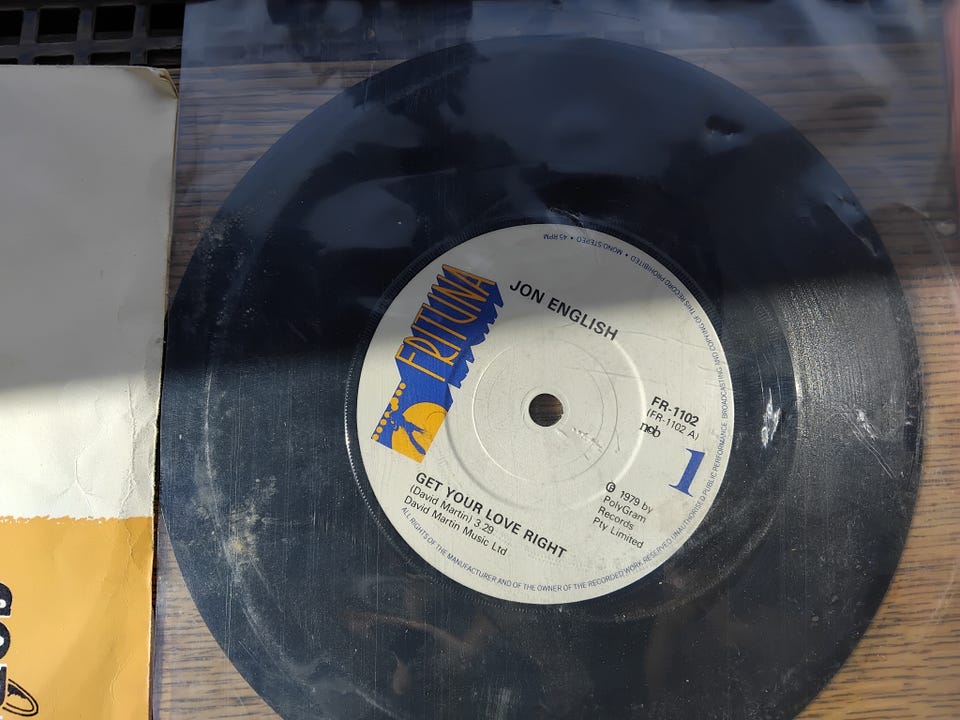 FRITUNA
JON ENGLISH
FR-1102
(FR-1102 A)
ncb
1
℗ 1979 by
PolyGram
Records
Pty Limited
GET YOUR LOVE RIGHT
(David Martin) 3.29
David Martin Music Ltd
ALL RIGHTS OF THE MANUFACTURER AND OF THE OWNER OF THE RECORDED WORK RESERVED UNAUTHORISED PUBLIC PERFORMANCE BROADCASTING AND COPYING OF THIS RECORD PROHIBITED • MONO/STEREO • 45 RPM